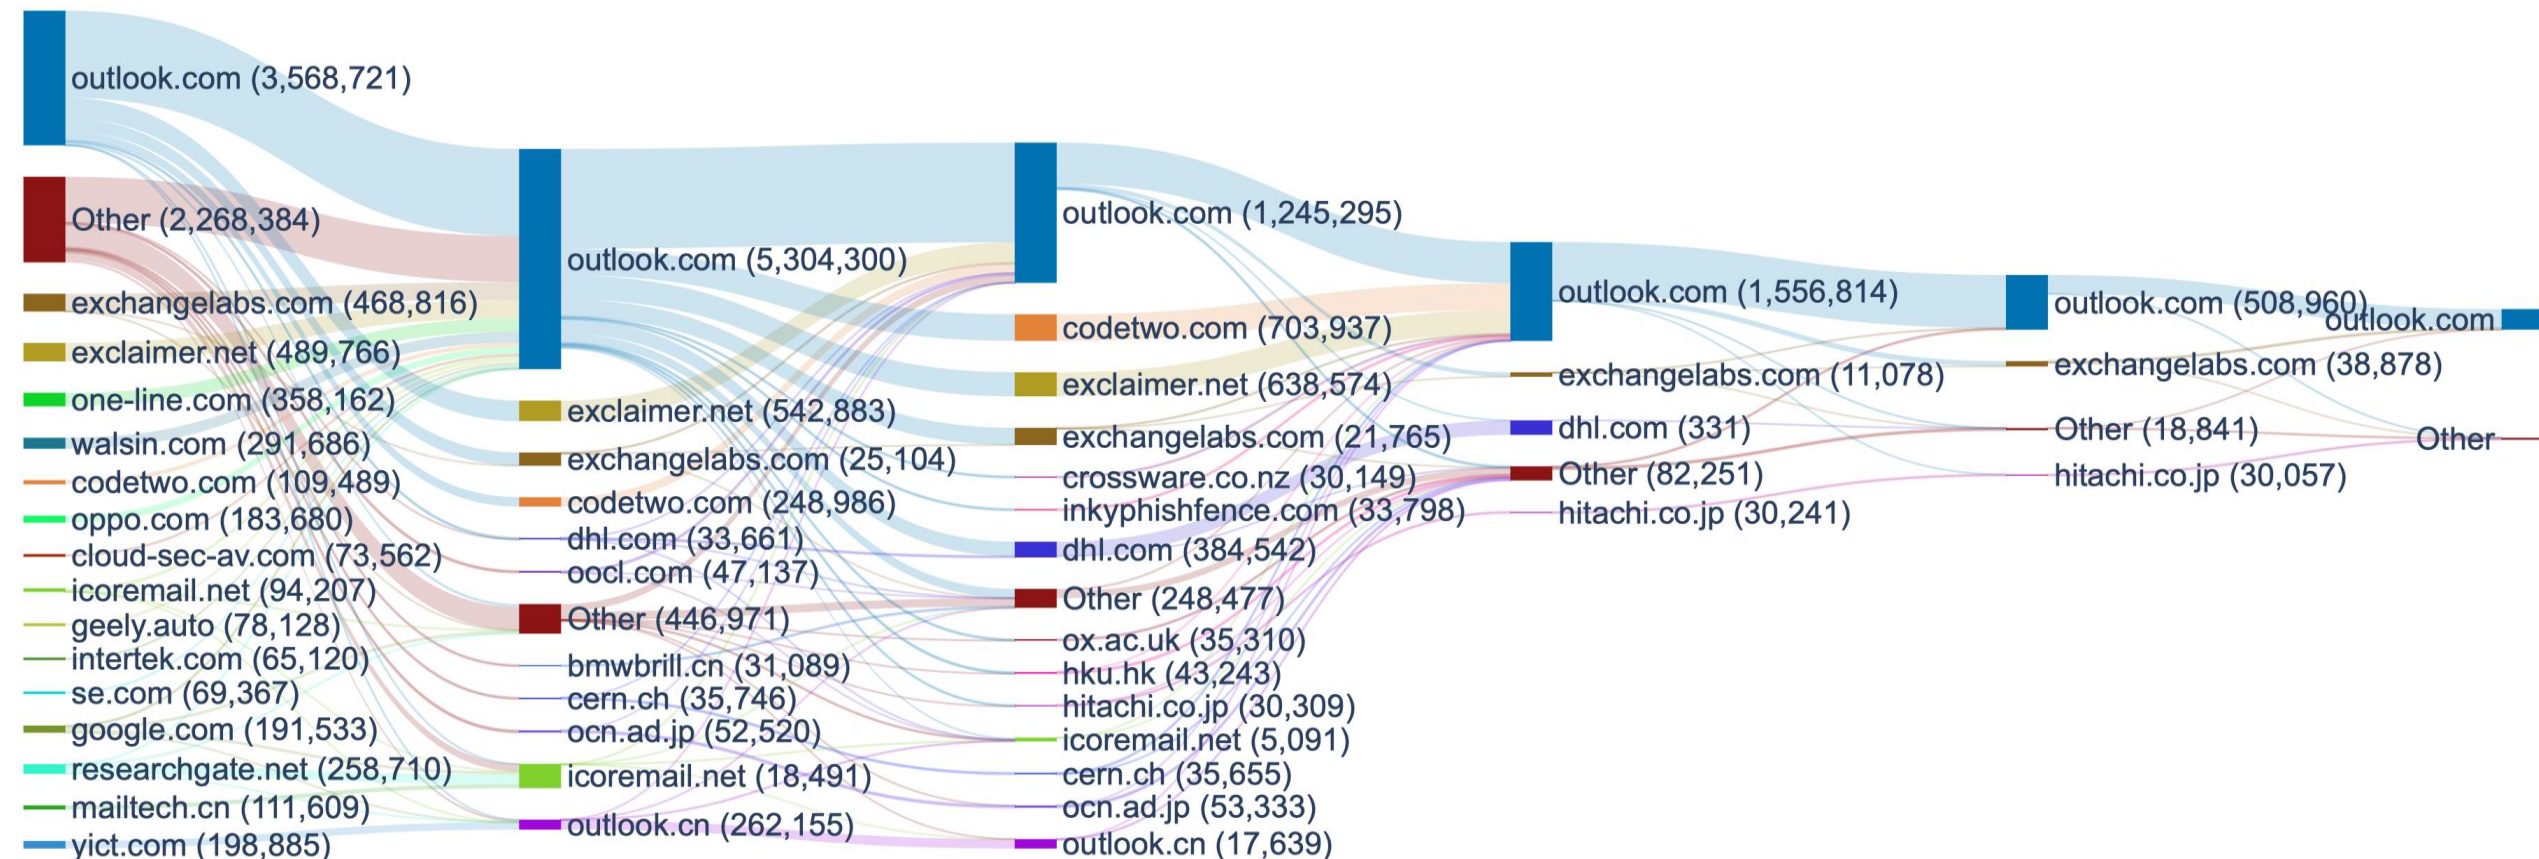 outlook.com (3,568,721)
Other (2,268,384)
exchangelabs.com (468,816)
exclaimer.net (489,766)
one-line.com (358,162)
walsin.com (291,686)
codetwo.com (109,489)
oppo.com (183,680)
cloud-sec-av.com (73,562)
icoremail.net (94,207)
geely.auto (78,128)
intertek.com (65,120)
se.com (69,367)
google.com (191,533)
researchgate.net (258,710)
mailtech.cn (111,609)
yict.com (198,885)
outlook.com (5,304,300)
exclaimer.net (542,883)
exchangelabs.com (25,104)
codetwo.com (248,986)
dhl.com (33,661)
oocl.com (47,137)
Other (446,971)
bmwbrill.cn (31,089)
cern.ch (35,746)
ocn.ad.jp (52,520)
icoremail.net (18,491)
outlook.cn (262,155)
outlook.com (1,245,295)
codetwo.com (703,937)
exclaimer.net (638,574)
exchangelabs.com (21,765)
crossware.co.nz (30,149)
inkyphishfence.com (33,798)
dhl.com (384,542)
Other (248,477)
ox.ac.uk (35,310)
hku.hk (43,243)
hitachi.co.jp (30,309)
icoremail.net (5,091)
cern.ch (35,655)
ocn.ad.jp (53,333)
outlook.cn (17,639)
outlook.com (1,556,814)
exchangelabs.com (11,078)
dhl.com (331)
Other (82,251)
hitachi.co.jp (30,241)
outlook.com (508,960)
exchangelabs.com (38,878)
Other (18,841)
hitachi.co.jp (30,057)
outlook.com
Other